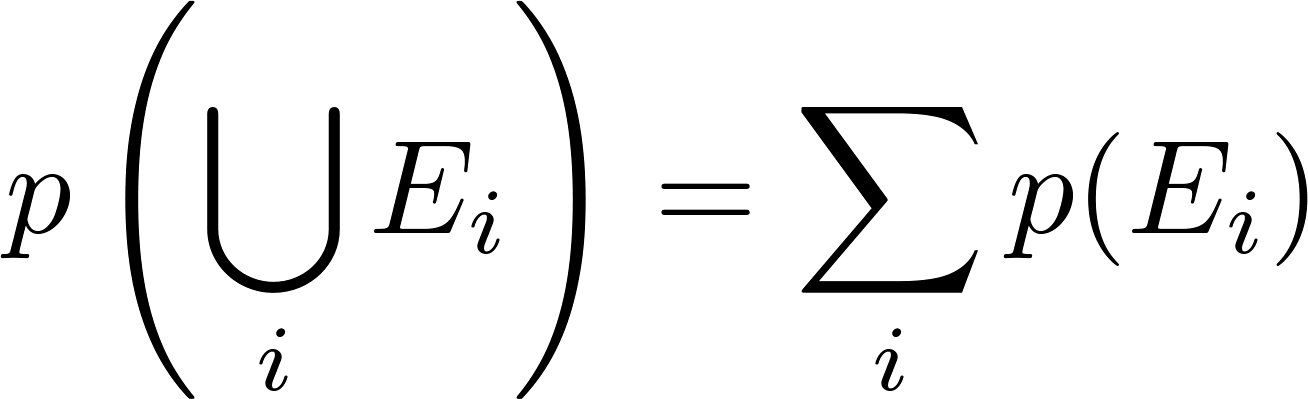 p(⋃_i E_i) = ∑_i p(E_i)